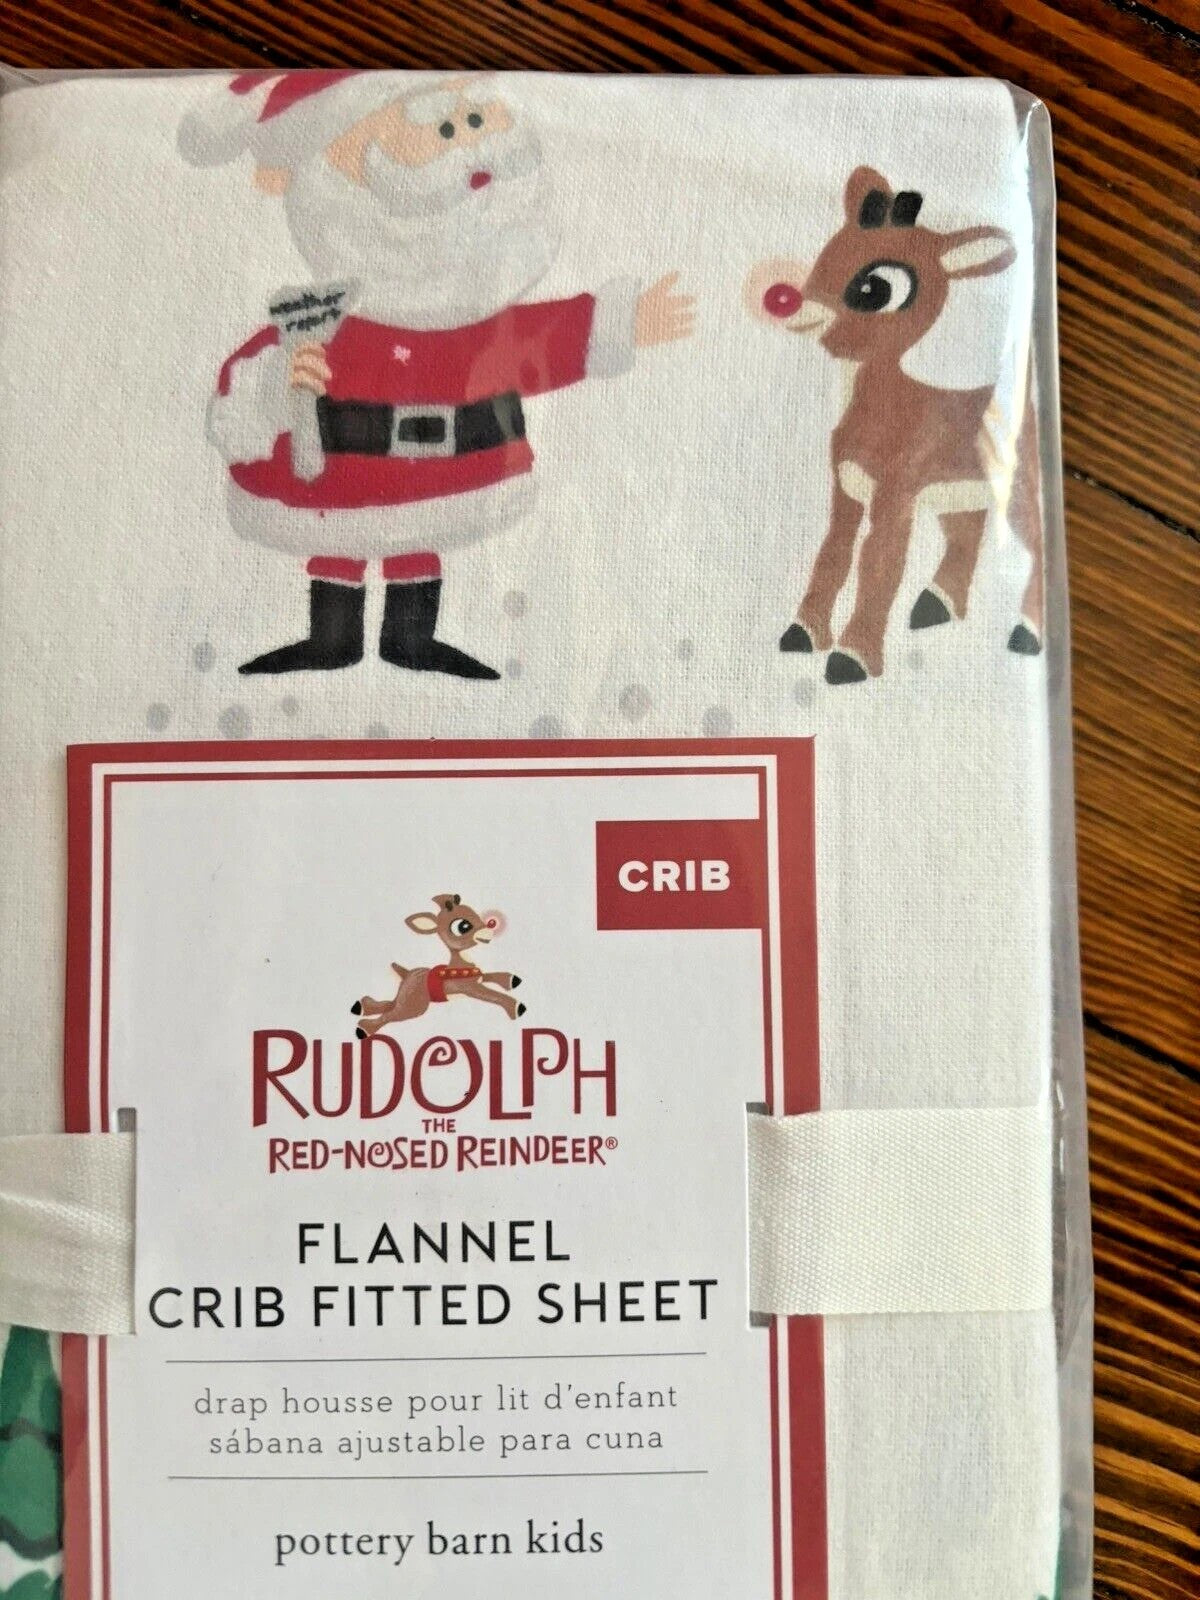 weather
report
CRIB
RUDOLPH
THE
RED-NOSED REINDEER®
FLANNEL
CRIB FITTED SHEET
drap housse pour lit d'enfant
sábana ajustable para cuna
pottery barn kids